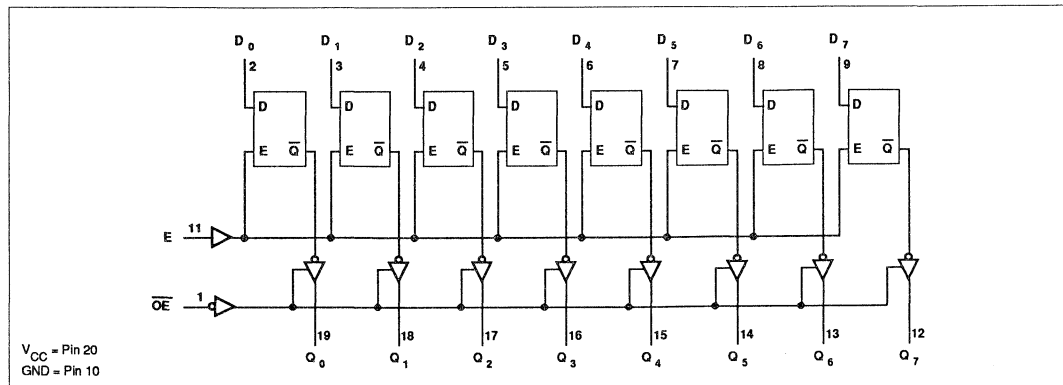 D0 D1 D2 D3 D4 D5 D6 D7
2 3 4 5 6 7 8 9
D D D D D D D D
E Q̅ E Q̅ E Q̅ E Q̅ E Q̅ E Q̅ E Q̅ E Q̅
E 11
O̅E̅ 1
19 18 17 16 15 14 13 12
Q0 Q1 Q2 Q3 Q4 Q5 Q6 Q7
VCC = Pin 20
GND = Pin 10